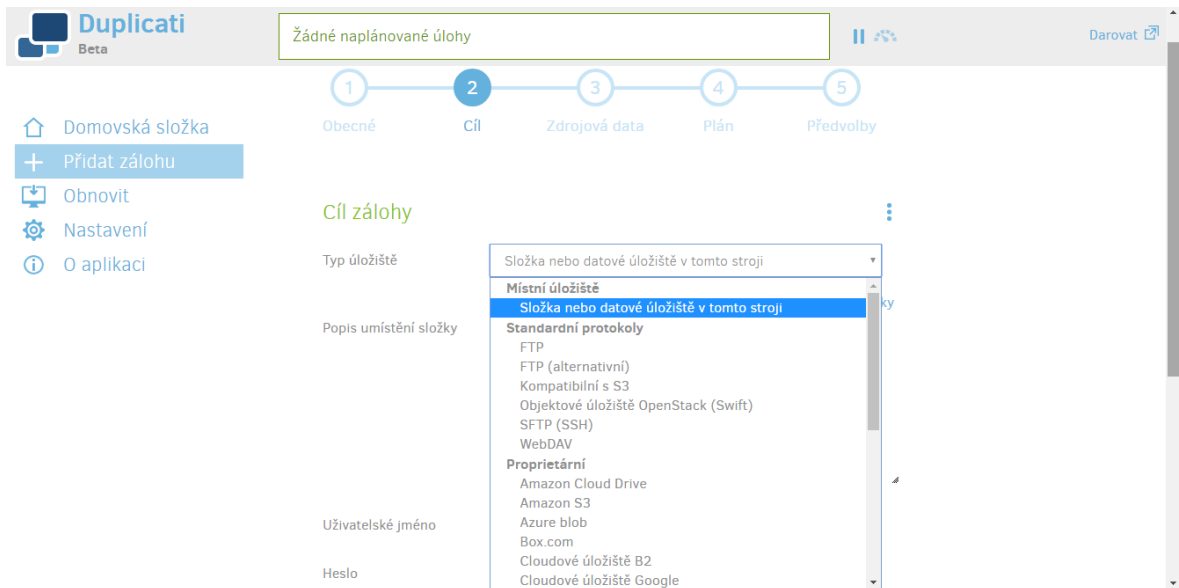 Duplicati
Beta
Žádné naplánované úlohy
Darovat
1
2
3
4
5
Obecné
Cíl
Zdrojová data
Plán
Předvolby
Domovská složka
Přidat zálohu
Obnovit
Nastavení
O aplikaci
Cíl zálohy
Typ úložiště
Složka nebo datové úložiště v tomto stroji
Místní úložiště
Složka nebo datové úložiště v tomto stroji
ky
Popis umístění složky
Standardní protokoly
FTP
FTP (alternativní)
Kompatibilní s S3
Objektové úložiště OpenStack (Swift)
SFTP (SSH)
WebDAV
Proprietární
Amazon Cloud Drive
Amazon S3
Azure blob
Box.com
Cloudové úložiště B2
Cloudové úložiště Google
Uživatelské jméno
Heslo